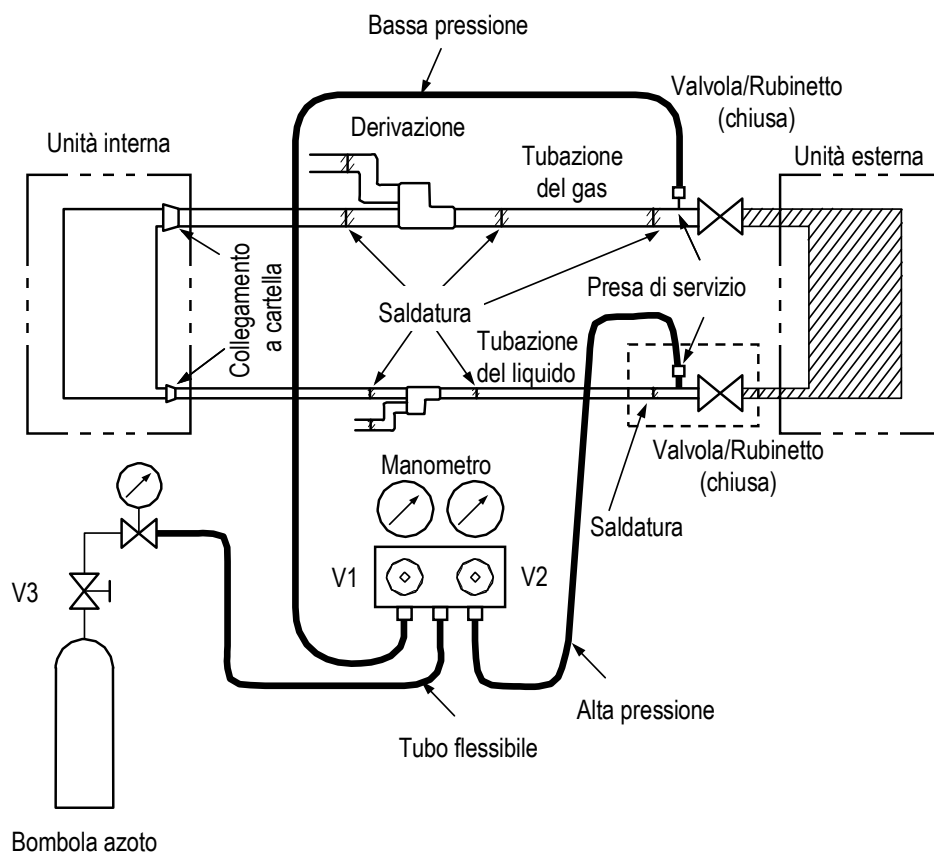 Bassa pressione
Valvola/Rubinetto
(chiusa)
Derivazione
Unità interna
Tubazione
del gas
Unità esterna
Collegamento
a cartella
Saldatura
Presa di servizio
Tubazione
del liquido
Valvola/Rubinetto
(chiusa)
Manometro
Saldatura
V1
V2
V3
Alta pressione
Tubo flessibile
Bombola azoto